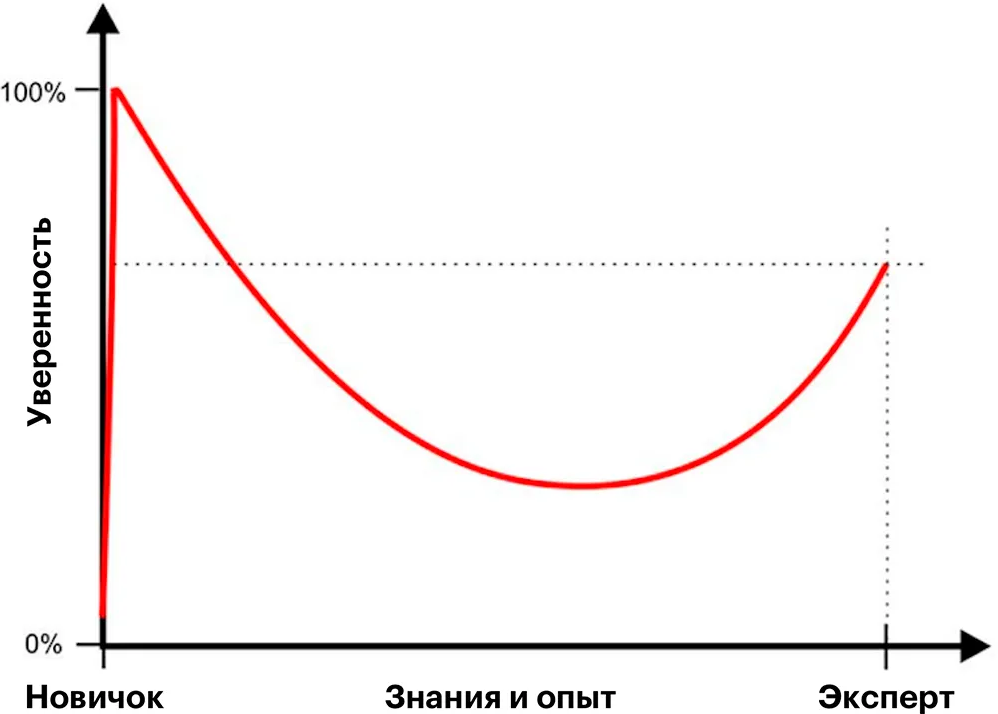 100%
Уверенность
0%
Новичок
Знания и опыт
Эксперт